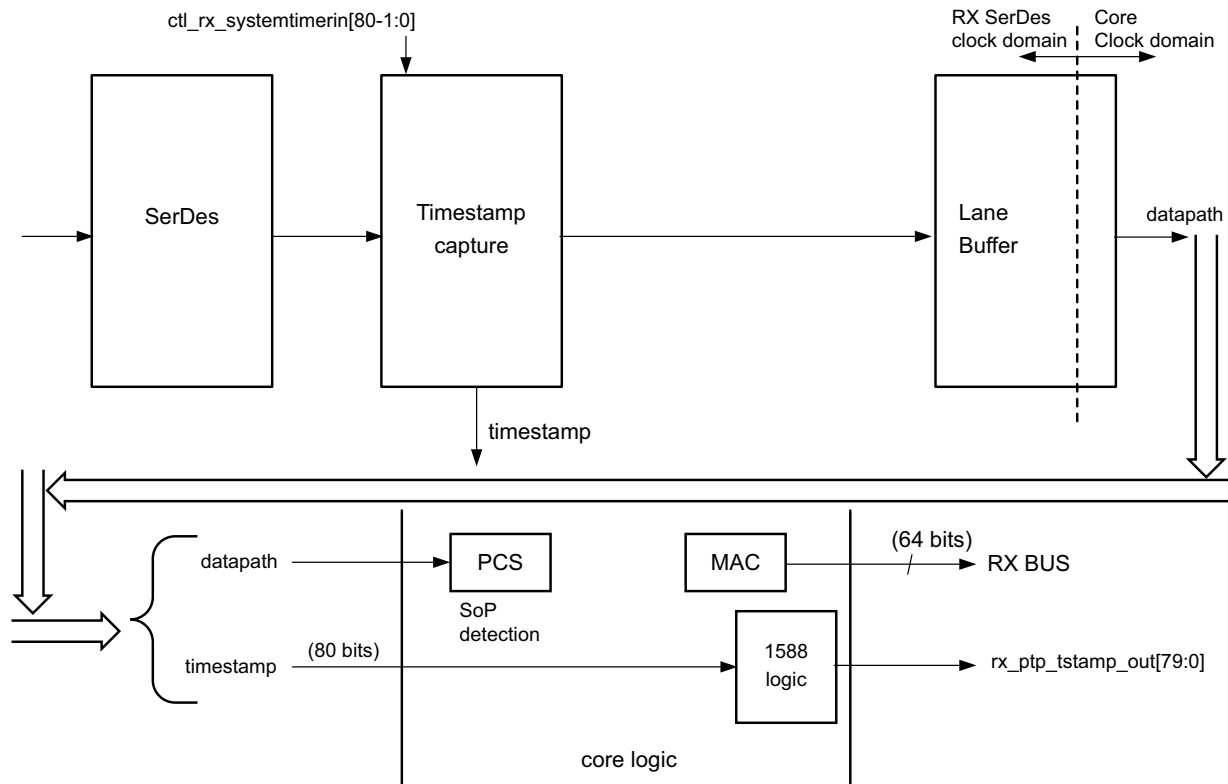 ctl_rx_systemtimerin[80-1:0]
RX SerDes
clock domain
Core
Clock domain
SerDes
Timestamp
capture
Lane
Buffer
datapath
timestamp
datapath
PCS
MAC
(64 bits)
RX BUS
SoP
detection
timestamp
(80 bits)
1588
logic
rx_ptp_tstamp_out[79:0]
core logic